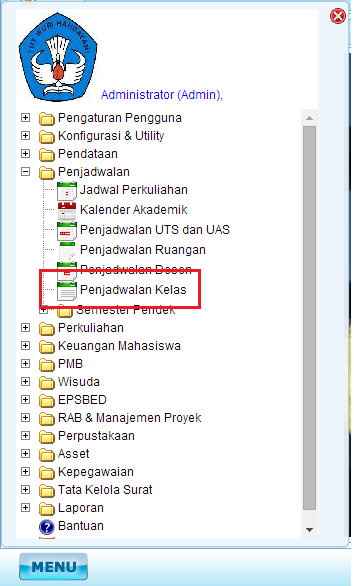 TUT WURI HANDAYANI
Administrator (Admin),
Pengaturan Pengguna
Konfigurasi & Utility
Pendataan
Penjadwalan
Jadwal Perkuliahan
Kalender Akademik
Penjadwalan UTS dan UAS
Penjadwalan Ruangan
Penjadwalan Dosen
Penjadwalan Kelas
Semester Pendek
Perkuliahan
Keuangan Mahasiswa
PMB
Wisuda
EPSBED
RAB & Manajemen Proyek
Perpustakaan
Asset
Kepegawaian
Tata Kelola Surat
Laporan
Bantuan
MENU